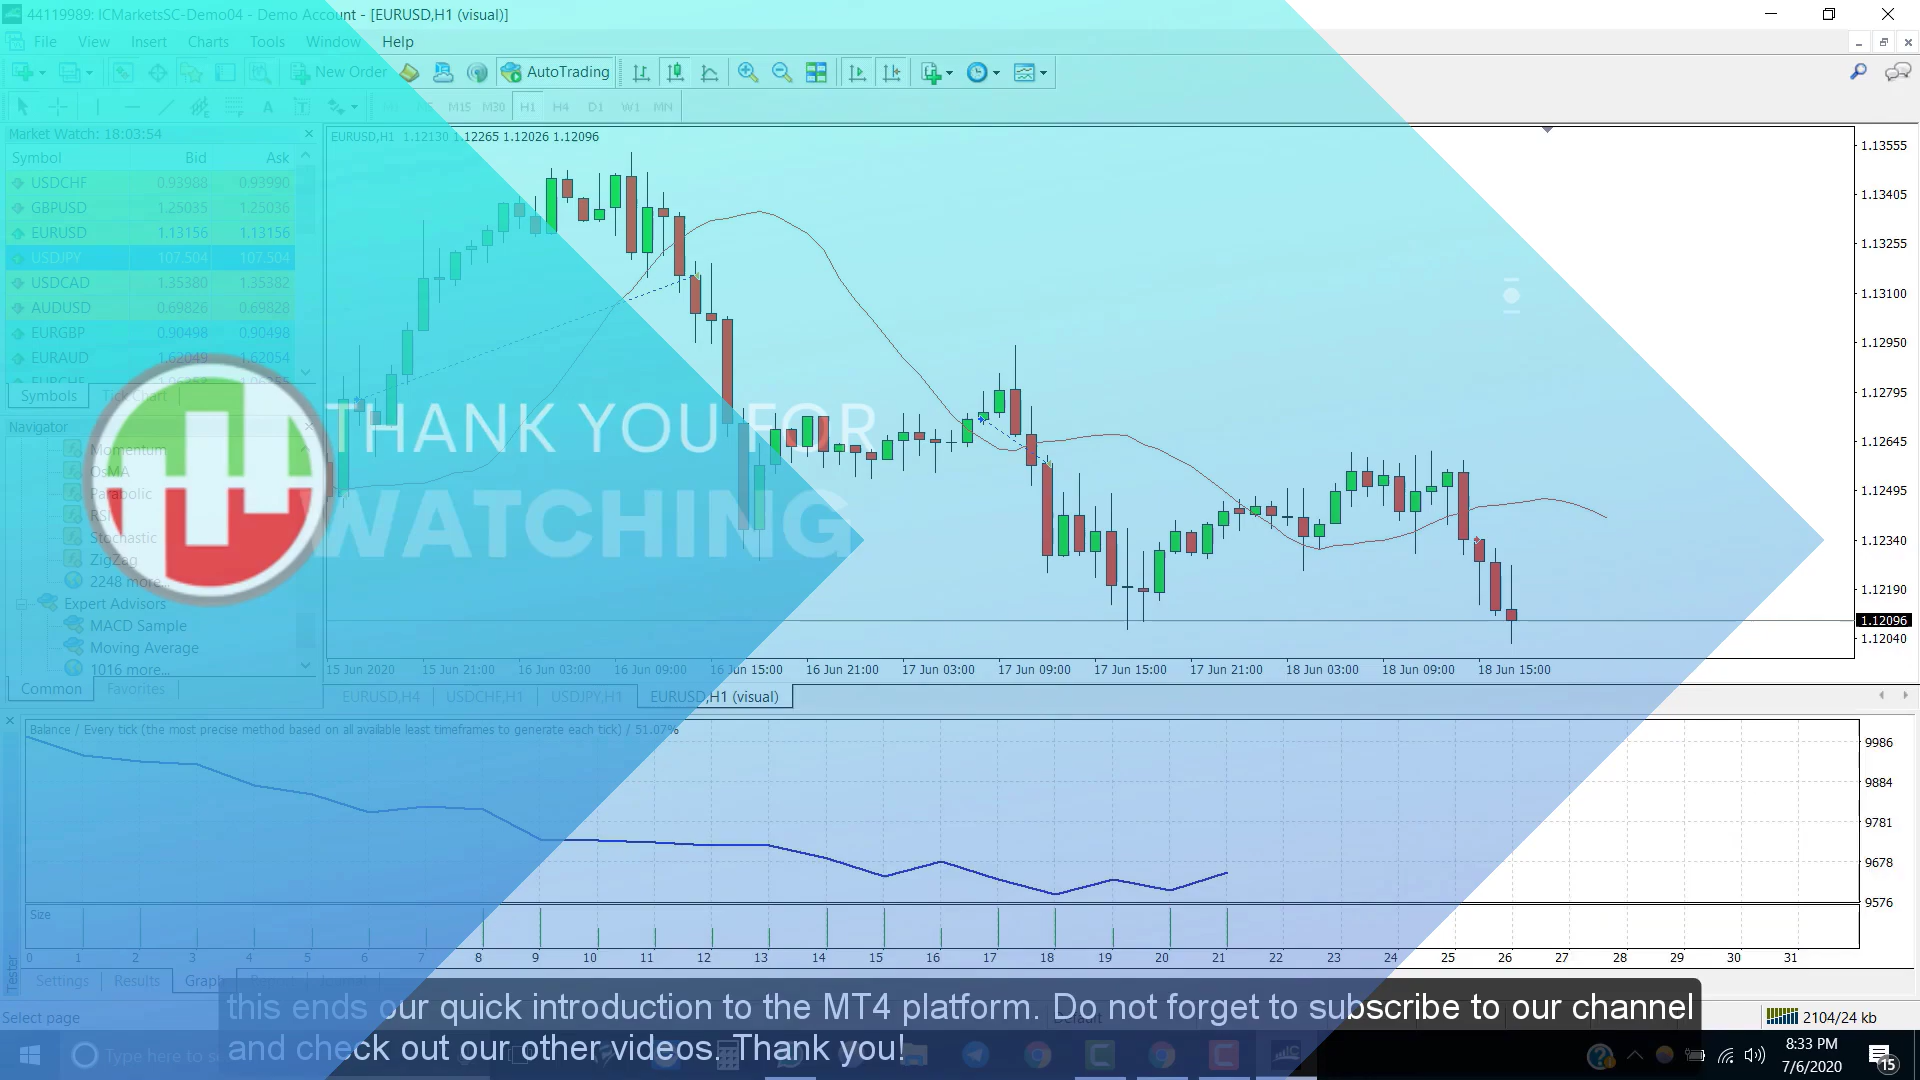 44119989: ICMarketsSC-Demo04 - Demo Account - [EURUSD,H1 (visual)]
File View Insert Charts Tools Window Help
New Order AutoTrading
M15 M30 H1 H4 D1 W1 MN
Market Watch: 18:03:54
Symbol Bid Ask
USDCHF 0.93988 0.93990
GBPUSD 1.25035 1.25036
EURUSD 1.13156 1.13156
USDJPY 107.504 107.504
USDCAD 1.35380 1.35382
AUDUSD 0.69826 0.69828
EURGBP 0.90498 0.90498
EURAUD 1.62049 1.62054
Symbols Tick Chart
Navigator
Momentum
OsMA
Parabolic
RSI
Stochastic
ZigZag
2248 more...
Expert Advisors
MACD Sample
Moving Average
1016 more...
Common Favorites
EURUSD,H1 1.12130 1.12265 1.12026 1.12096
1.13555
1.13405
1.13255
1.13100
1.12950
1.12795
1.12645
1.12495
1.12340
1.12190
1.12096
1.12040
THANK YOU FOR
WATCHING
15 Jun 2020 15 Jun 21:00 16 Jun 03:00 16 Jun 09:00 16 Jun 15:00 16 Jun 21:00 17 Jun 03:00 17 Jun 09:00 17 Jun 15:00 17 Jun 21:00 18 Jun 03:00 18 Jun 09:00 18 Jun 15:00
EURUSD,H4 USDCHF,H1 USDJPY,H1 EURUSD,H1 (visual)
Balance / Every tick (the most precise method based on all available least timeframes to generate each tick) / 51.07%
9986
9884
9781
9678
9576
Size
0 1 2 3 4 5 6 7 8 9 10 11 12 13 14 15 16 17 18 19 20 21 22 23 24 25 26 27 28 29 30 31
Tester
Settings Results Graph
this ends our quick introduction to the MT4 platform. Do not forget to subscribe to our channel
and check out our other videos. Thank you!
Select page
Default
2104/24 kb
Type here to s
8:33 PM
7/6/2020
15